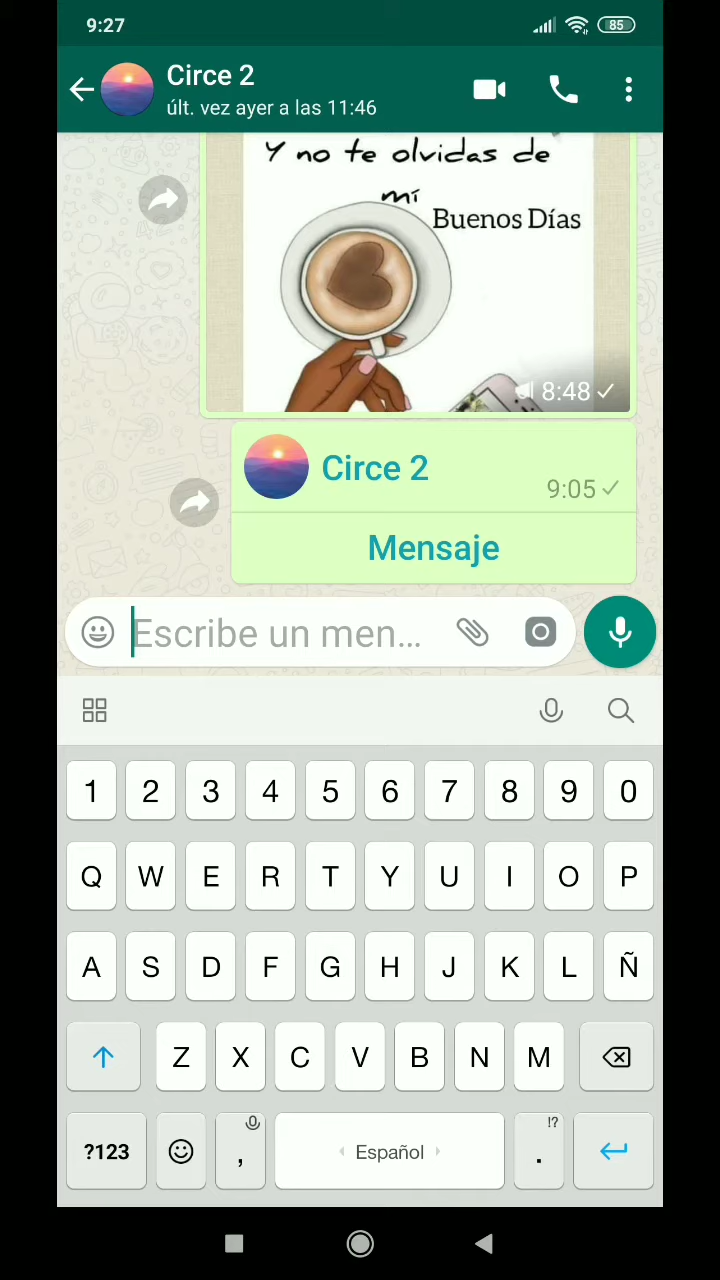 9:27
85
Circe 2
últ. vez ayer a las 11:46
Y no te olvidas de
mí
Buenos Días
8:48
Circe 2
9:05
Mensaje
Escribe un men...
1 2 3 4 5 6 7 8 9 0
Q W E R T Y U I O P
A S D F G H J K L Ñ
Z X C V B N M
!?
?123 , Español .